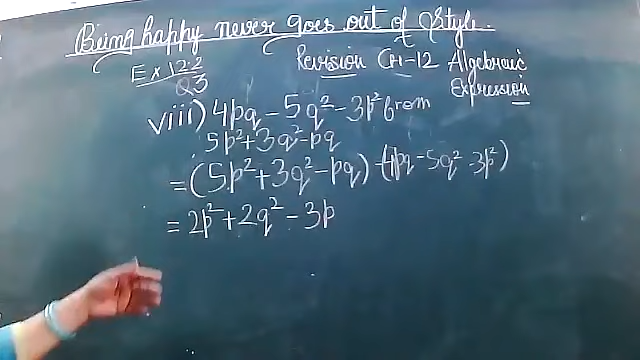 Being happy never goes out of Style.
Ex 12.2
Revision CH-12 Algebraic
Expression
Q3
viii) 4pq - 5q² - 3p² from
5p² + 3q² - pq
= (5p² + 3q² - pq) - (4pq - 5q² - 3p²)
= 2p² + 2q² - 3p